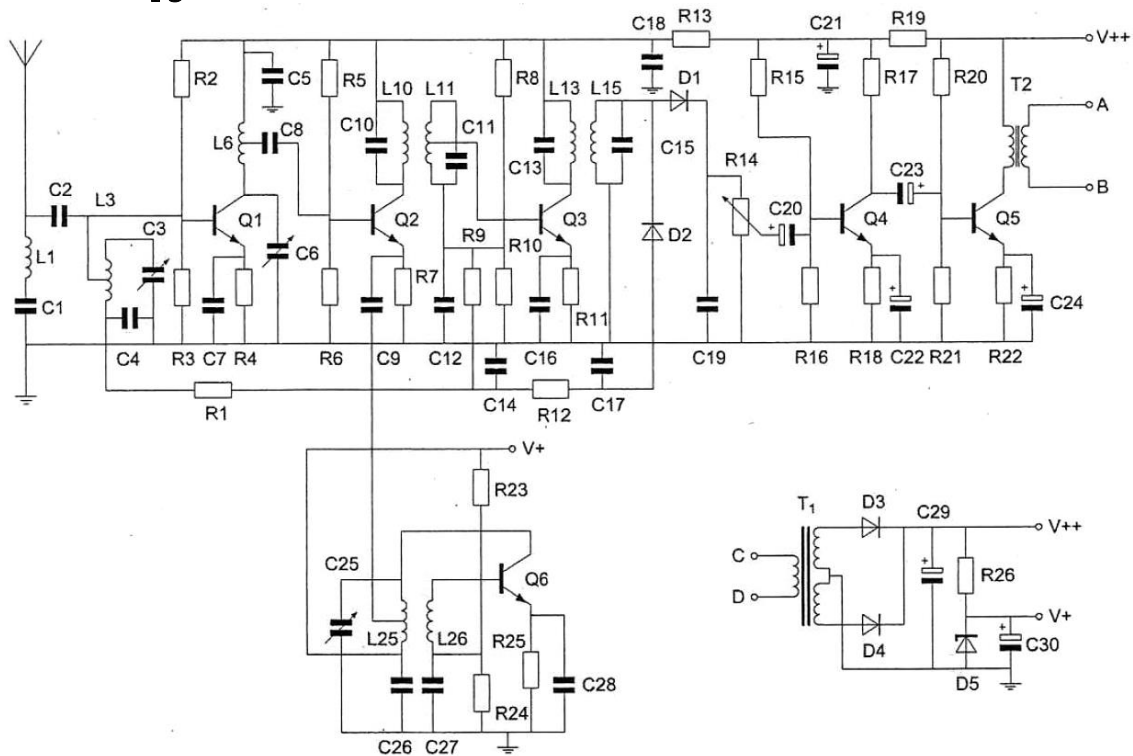 C18 R13 C21 R19
V++
R2 C5 R5 L10 L11 R8 L13 L15 D1 R15 R17 R20 T2
A
C8 C10 C11
L6 C13 C15 R14 C23
B
C2 L3 Q1 Q2 Q3 C20 Q4 Q5
C3 C6 R9 R10 D2
L1 R7
C1 R11 C24
C4 R3 C7 R4 R6 C9 C12 C16 C19 R16 R18 C22 R21 R22
R1 C14 R12 C17
V+
R23
T1 D3 C29
V++
C25 Q6 C D R26
V+
L25 L26 R25 D4 C30
C28 D5
R24
C26 C27